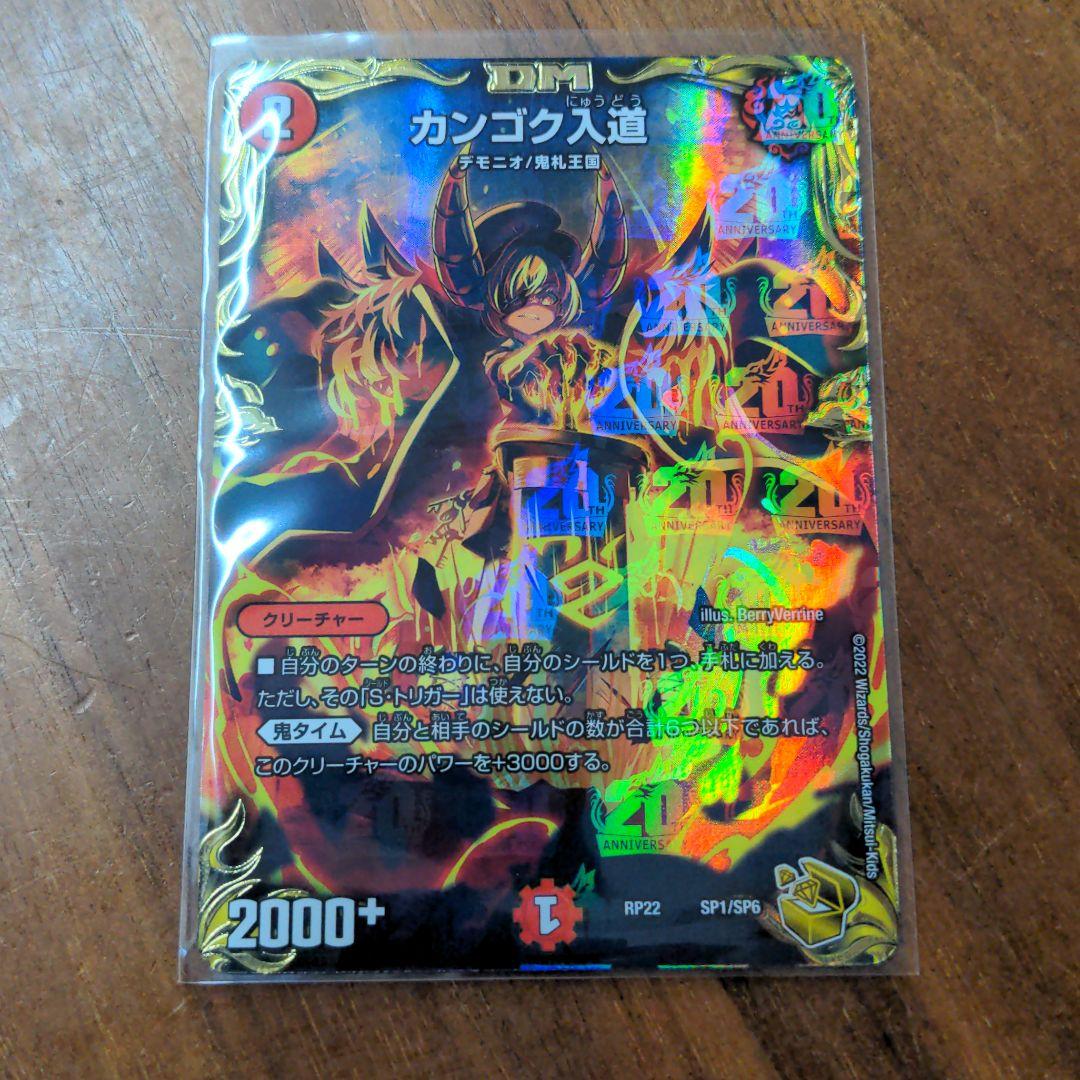 DM
2
カンゴク入道
にゅうどう
デモニオ/鬼札王国
20TH
ANNIVERSARY
20TH
ANNIVERSARY
20
ANNIVERSARY
20
ANNIVERSARY
20
ANNIVERSARY
20TH
ANNIVERSARY
20TH
ANNIVERSARY
20TH
ANNIVERSARY
20TH
ANNIVERSARY
クリーチャー
illus. BerryVerrine
■自分のターンの終わりに、自分のシールドを1つ、手札に加える。
ただし、その「S・トリガー」は使えない。
鬼タイム 自分と相手のシールドの数が合計6つ以下であれば、
このクリーチャーのパワーを+3000する。
20
ANNIVERS
2000+
1
RP22 SP1/SP6
©2022 Wizards/Shogakukan/Mitsui-Kids